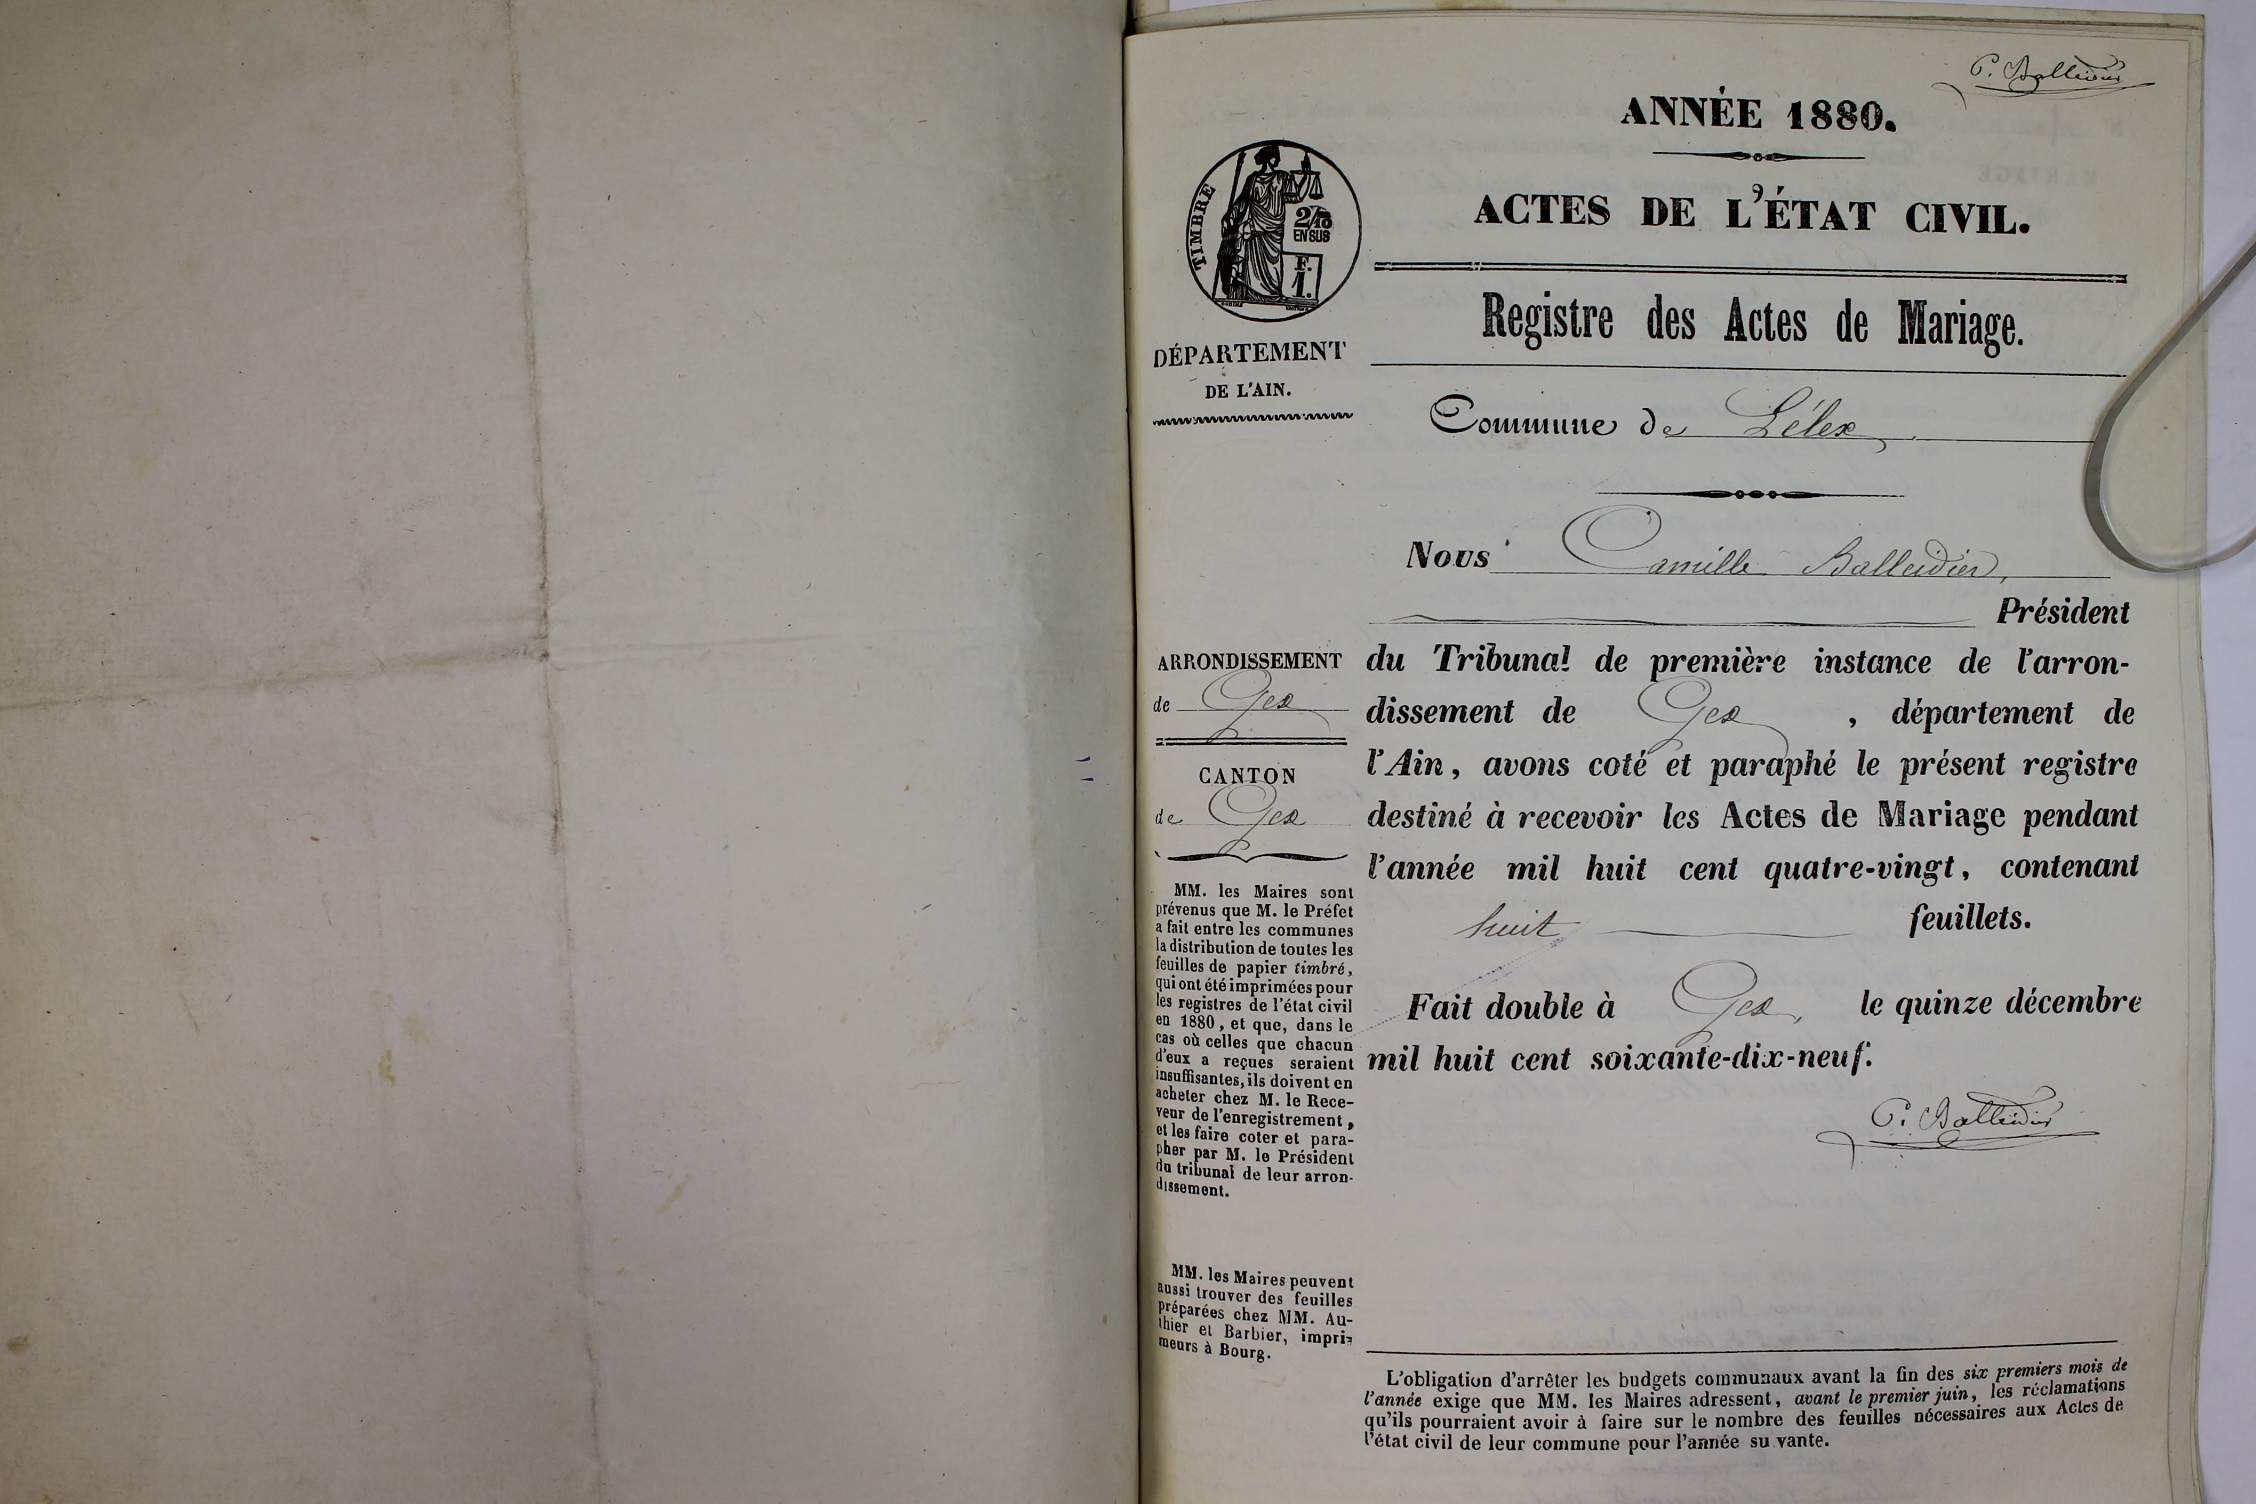 C. Balleidier
ANNÉE 1880.
ACTES DE L'ÉTAT CIVIL.
TIMBRE
2/10
EN SUS
F.
1.
Registre des Actes de Mariage.
DÉPARTEMENT
DE L'AIN.
Commune de Lélex
Nous Camille Balleidier,
Président
du Tribunal de première instance de l'arron-
dissement de Gex, département de
l'Ain, avons coté et paraphé le présent registre
destiné à recevoir les Actes de Mariage pendant
l'année mil huit cent quatre-vingt, contenant
huit feuillets.
Fait double à Gex, le quinze décembre
mil huit cent soixante-dix-neuf.
C. Balleidier
ARRONDISSEMENT
de Gex
CANTON
de Gex
MM. les Maires sont
prévenus que M. le Préfet
a fait entre les communes
la distribution de toutes les
feuilles de papier timbré,
qui ont été imprimées pour
les registres de l'état civil
en 1880, et que, dans le
cas où celles que chacun
d'eux a reçues seraient
insuffisantes, ils doivent en
acheter chez M. le Rece-
veur de l'enregistrement,
et les faire coter et para-
pher par M. le Président
du tribunal de leur arron-
dissement.
MM. les Maires peuvent
aussi trouver des feuilles
préparées chez MM. Au-
thier et Barbier, impri-
meurs à Bourg.
L'obligation d'arrêter les budgets communaux avant la fin des six premiers mois de
l'année exige que MM. les Maires adressent, avant le premier juin, les réclamations
qu'ils pourraient avoir à faire sur le nombre des feuilles nécessaires aux Actes de
l'état civil de leur commune pour l'année su vante.